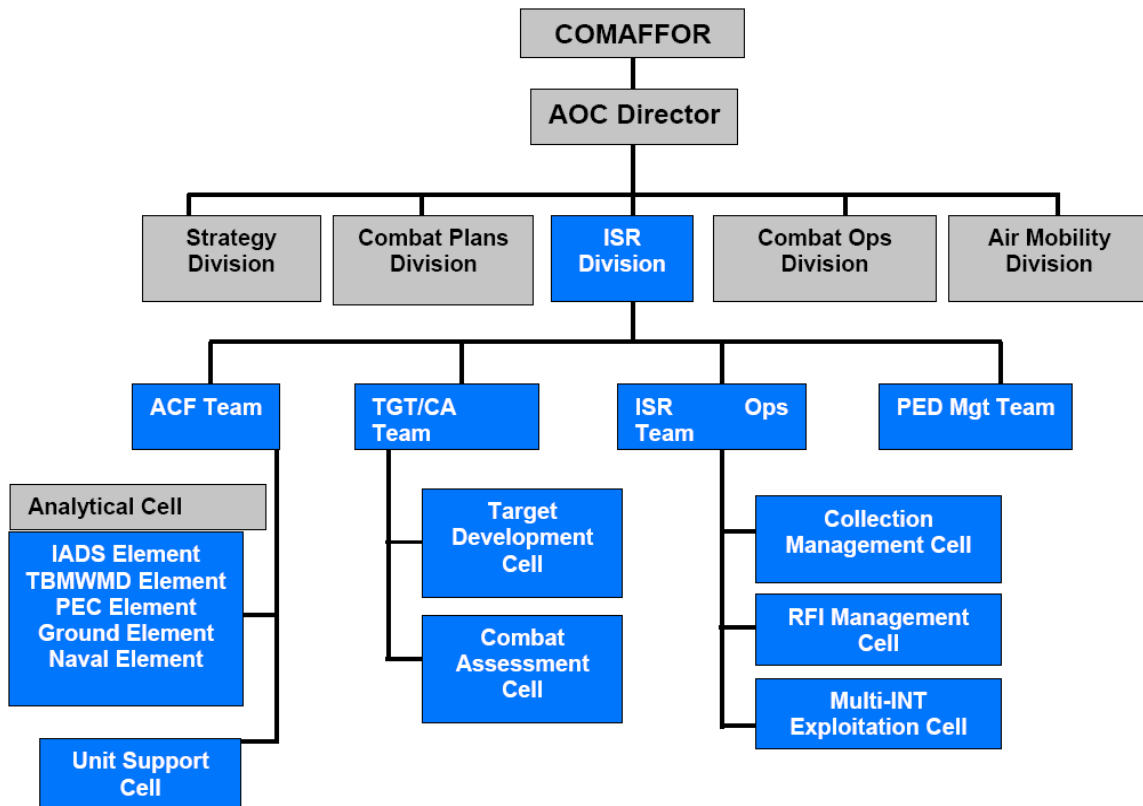 COMAFFOR
AOC Director
Strategy
Division
Combat Plans
Division
ISR
Division
Combat Ops
Division
Air Mobility
Division
ACF Team
TGT/CA
Team
ISR Ops
Team
PED Mgt Team
Analytical Cell
IADS Element
TBMWMD Element
PEC Element
Ground Element
Naval Element
Unit Support
Cell
Target
Development
Cell
Combat
Assessment
Cell
Collection
Management Cell
RFI Management
Cell
Multi-INT
Exploitation Cell